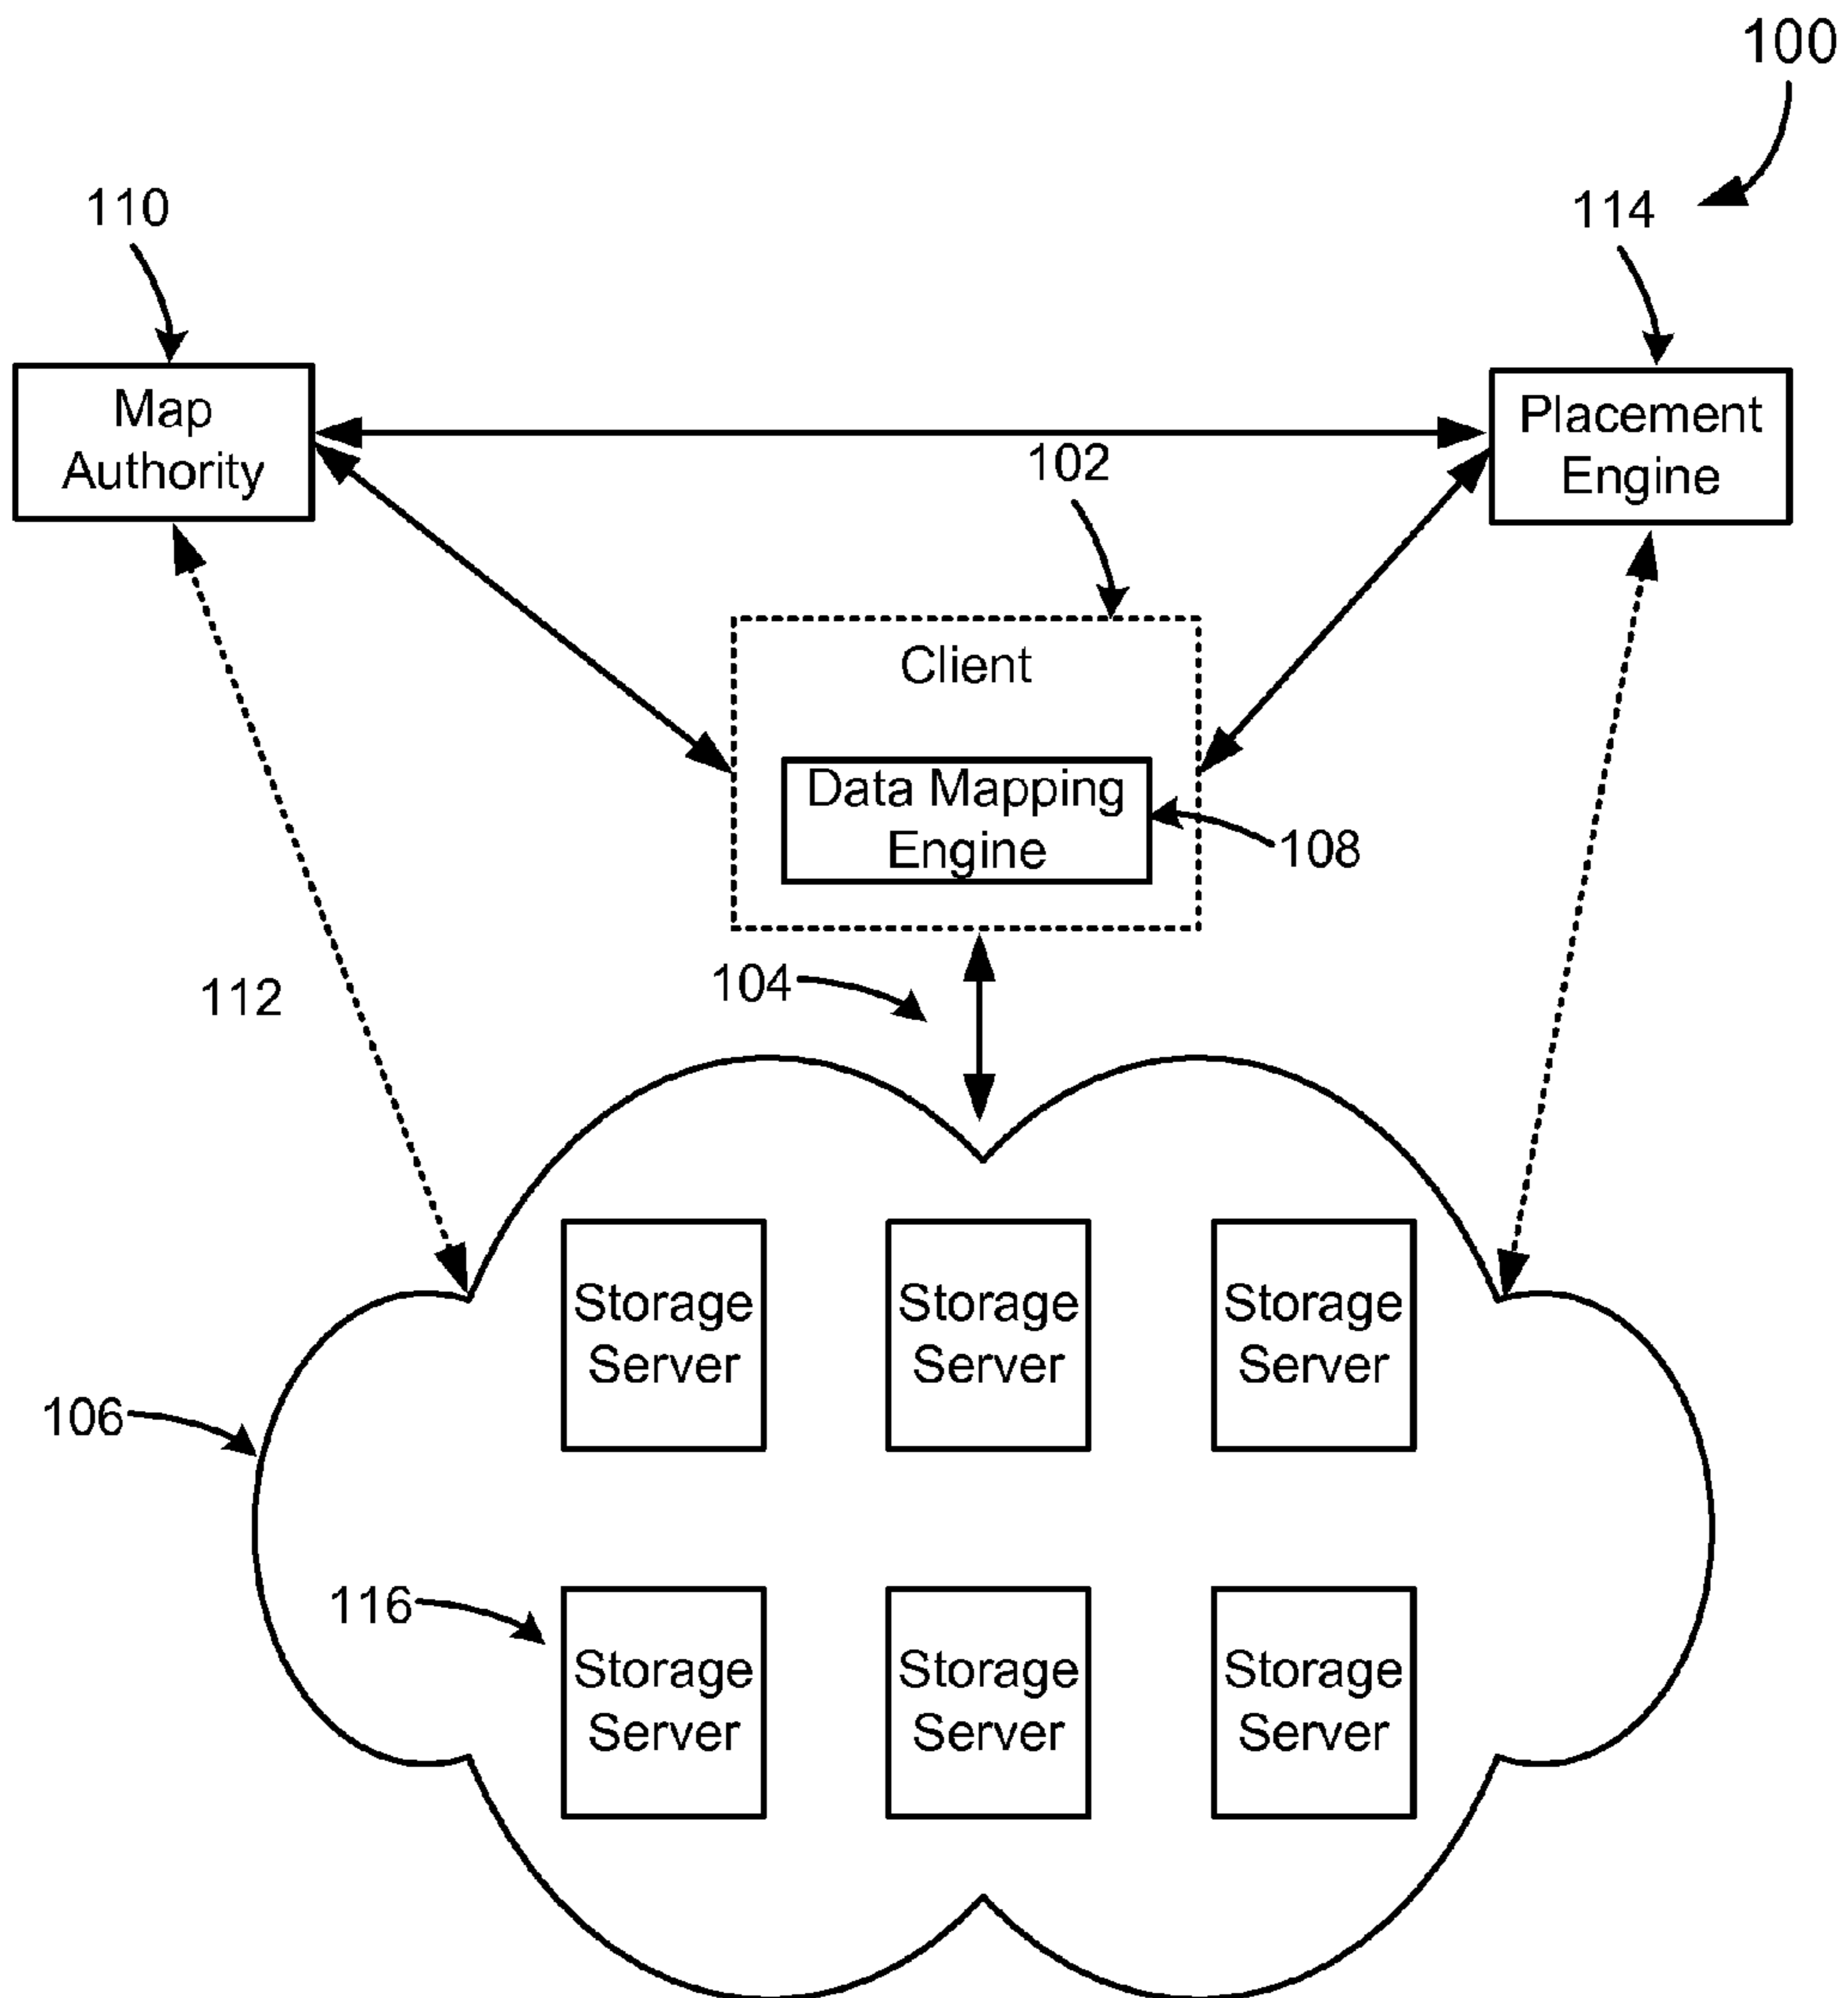 100
110
114
Map
Authority
Placement
Engine
102
Client
Data Mapping
Engine
108
104
112
Storage
Server
Storage
Server
Storage
Server
106
116
Storage
Server
Storage
Server
Storage
Server